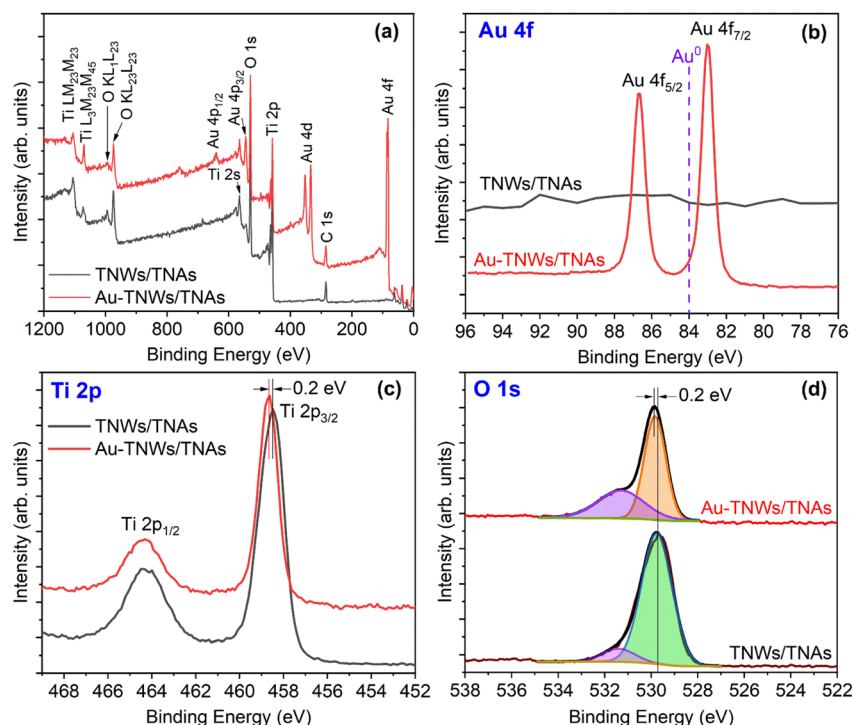 (a)
Ti LM₂₃M₂₃
Ti L₃M₂₃M₄₅
O KL₁L₂₃
O KL₂₃L₂₃
Au 4p₁/₂
Au 4p₃/₂
O 1s
Ti 2p
Au 4d
Au 4f
Ti 2s
C 1s
TNWs/TNAs
Au-TNWs/TNAs
Intensity (arb. units)
1200 1000 800 600 400 200 0
Binding Energy (eV)
Au 4f
(b)
Au 4f₇/₂
Au⁰
Au 4f₅/₂
TNWs/TNAs
Au-TNWs/TNAs
Intensity (arb. units)
96 94 92 90 88 86 84 82 80 78 76
Binding Energy (eV)
Ti 2p
(c)
0.2 eV
TNWs/TNAs
Au-TNWs/TNAs
Ti 2p₃/₂
Ti 2p₁/₂
Intensity (arb. units)
468 466 464 462 460 458 456 454 452
Binding Energy (eV)
O 1s
(d)
0.2 eV
Au-TNWs/TNAs
TNWs/TNAs
Intensity (arb. units)
538 536 534 532 530 528 526 524 522
Binding Energy (eV)